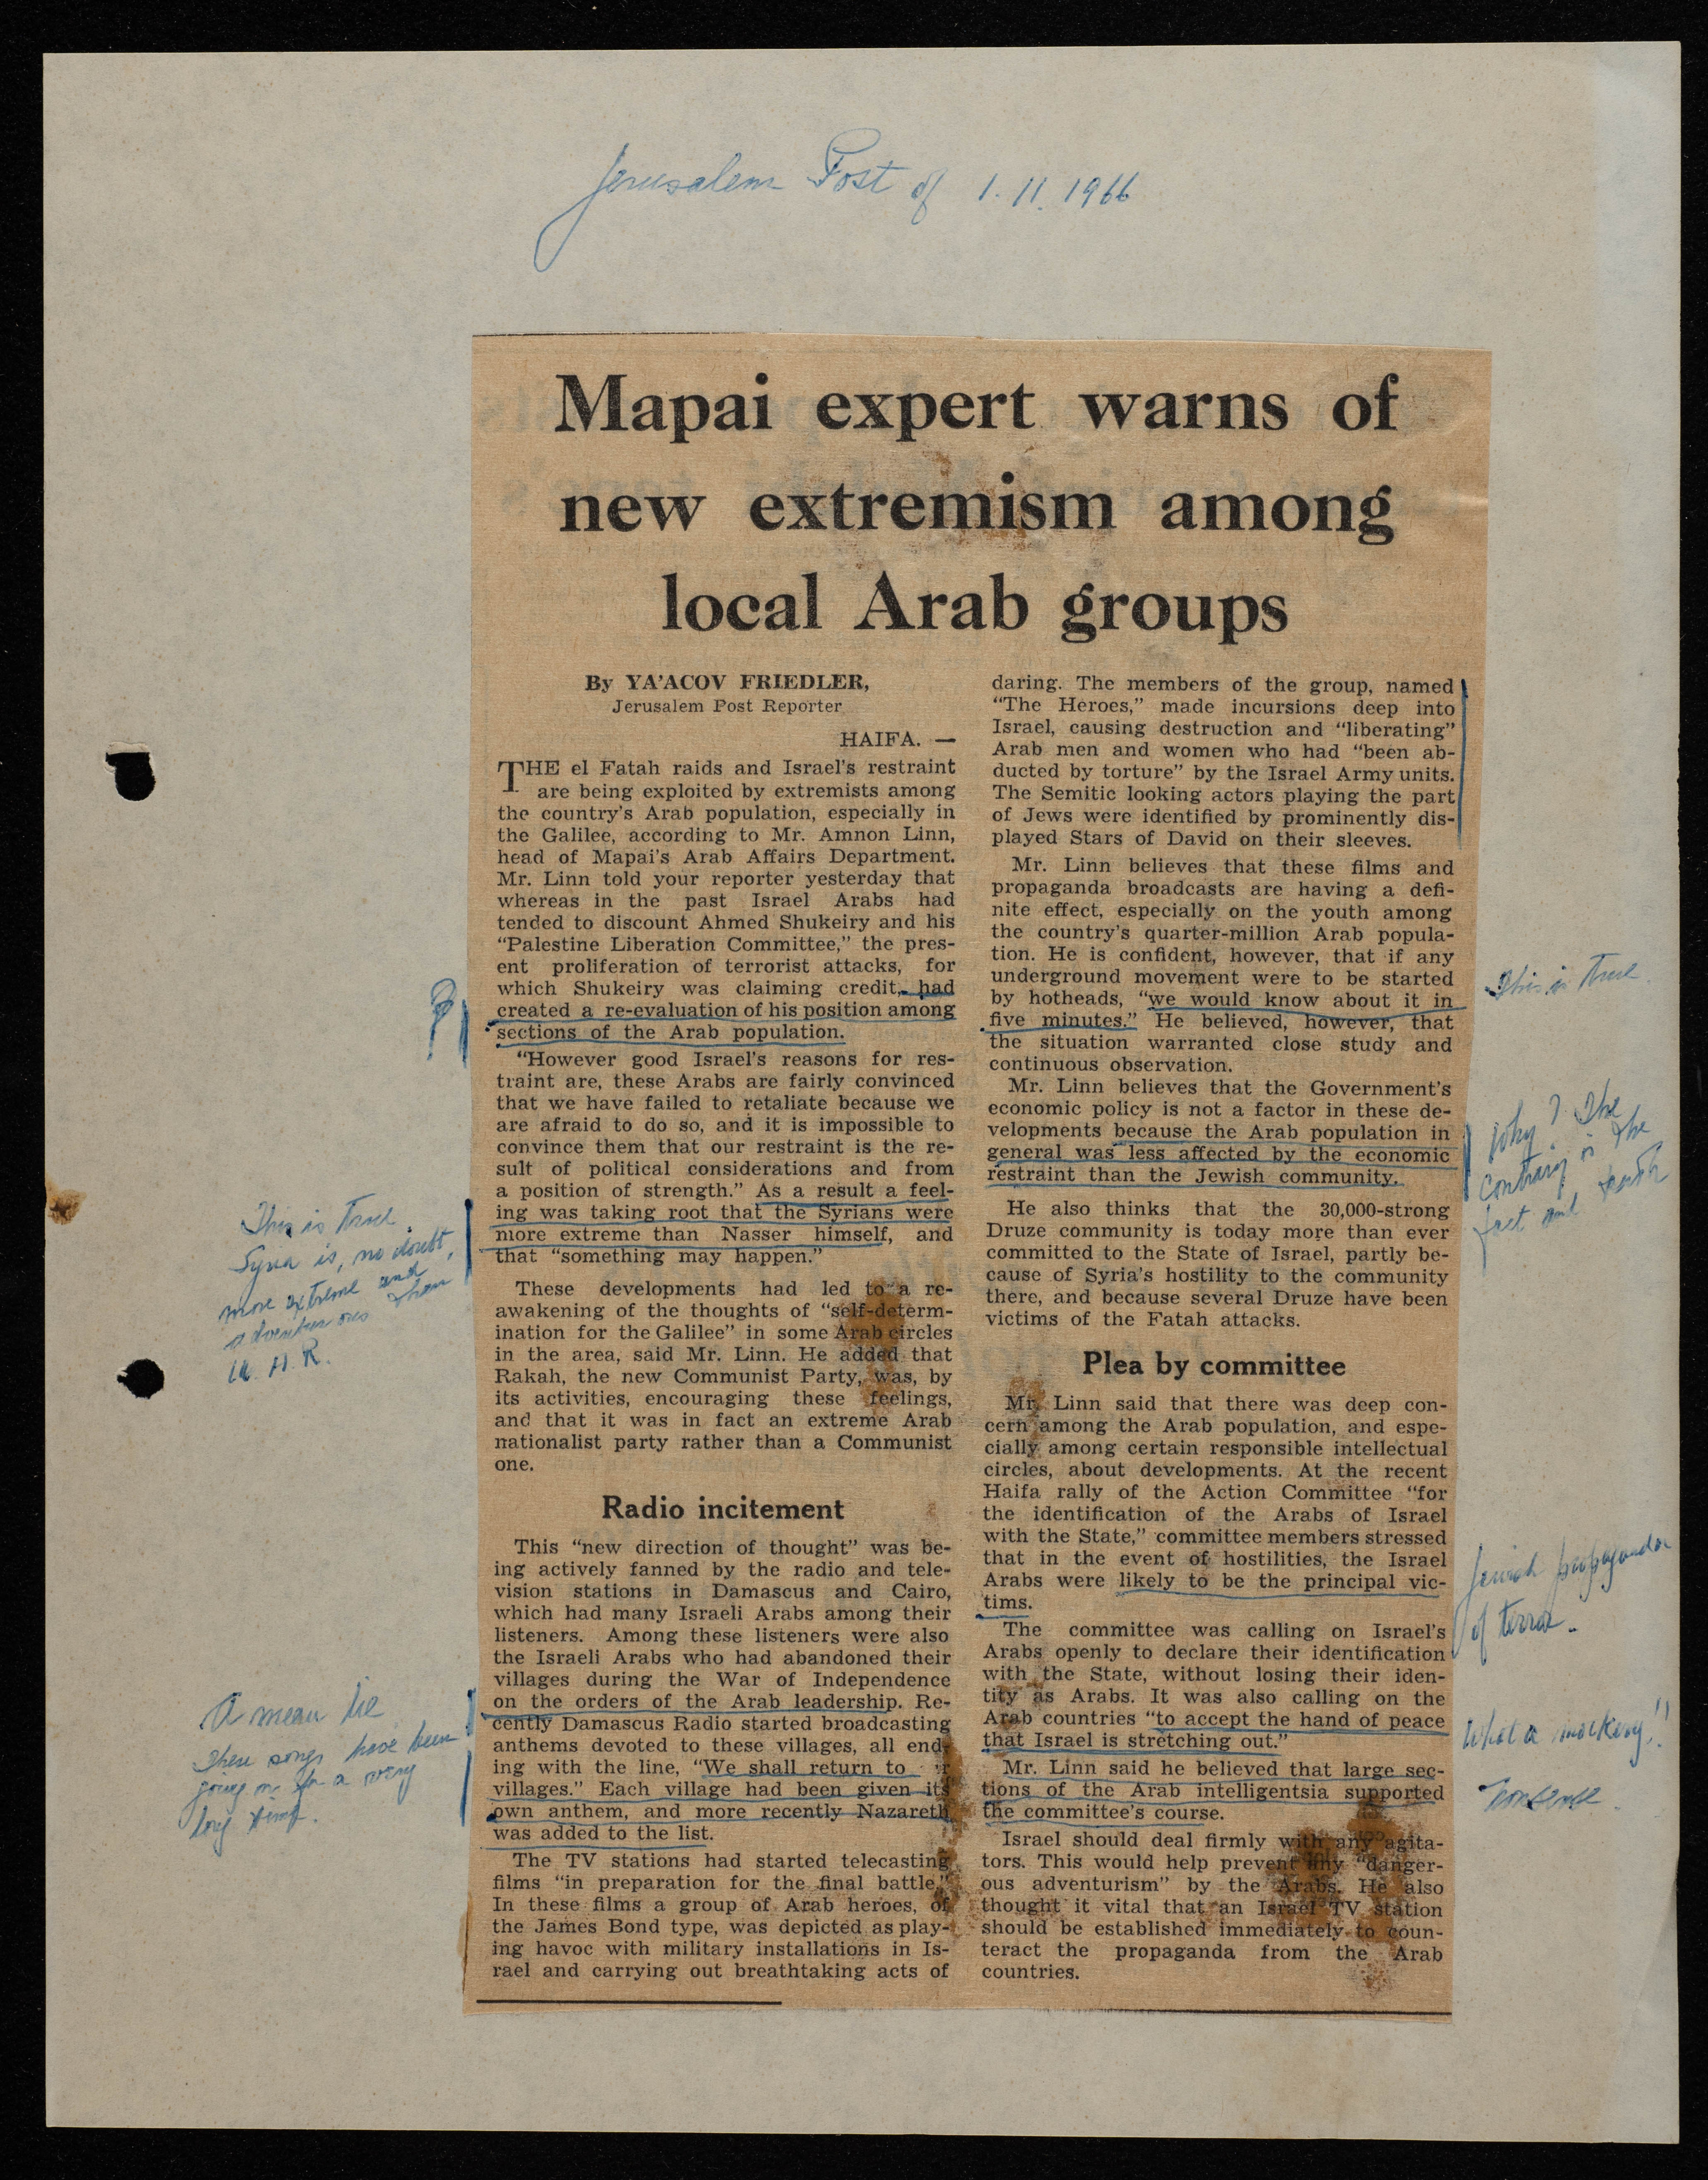 Jerusalem Post of 1.11.1966
Mapai expert warns of
new extremism among
local Arab groups
By YA'ACOV FRIEDLER,
Jerusalem Post Reporter
HAIFA. —
THE el Fatah raids and Israel's restraint
are being exploited by extremists among
the country's Arab population, especially in
the Galilee, according to Mr. Amnon Linn,
head of Mapai's Arab Affairs Department.
Mr. Linn told your reporter yesterday that
whereas in the past Israel Arabs had
tended to discount Ahmed Shukeiry and his
“Palestine Liberation Committee,” the pres-
ent proliferation of terrorist attacks, for
which Shukeiry was claiming credit, had
created a re-evaluation of his position among
sections of the Arab population.
?
“However good Israel's reasons for res-
traint are, these Arabs are fairly convinced
that we have failed to retaliate because we
are afraid to do so, and it is impossible to
convince them that our restraint is the re-
sult of political considerations and from
a position of strength.” As a result a feel-
ing was taking root that the Syrians were
more extreme than Nasser himself, and
that “something may happen.”
This is true.
Syria is, no doubt,
more extreme and
adventurous than
U.A.R.
These developments had led to a re-
awakening of the thoughts of “self-determ-
ination for the Galilee” in some Arab circles
in the area, said Mr. Linn. He added that
Rakah, the new Communist Party, was, by
its activities, encouraging these feelings,
and that it was in fact an extreme Arab
nationalist party rather than a Communist
one.
Radio incitement
This “new direction of thought” was be-
ing actively fanned by the radio and tele-
vision stations in Damascus and Cairo,
which had many Israeli Arabs among their
listeners. Among these listeners were also
the Israeli Arabs who had abandoned their
villages during the War of Independence
on the orders of the Arab leadership. Re-
cently Damascus Radio started broadcasting
anthems devoted to these villages, all end-
ing with the line, “We shall return to
villages.” Each village had been given its
own anthem, and more recently Nazareth
was added to the list.
A mean lie
These songs have been
going on for a very
long time.
The TV stations had started telecasting
films “in preparation for the final battle.”
In these films a group of Arab heroes, of
the James Bond type, was depicted as play-
ing havoc with military installations in Is-
rael and carrying out breathtaking acts of
daring. The members of the group, named
“The Heroes,” made incursions deep into
Israel, causing destruction and “liberating”
Arab men and women who had “been ab-
ducted by torture” by the Israel Army units.
The Semitic looking actors playing the part
of Jews were identified by prominently dis-
played Stars of David on their sleeves.
Mr. Linn believes that these films and
propaganda broadcasts are having a defi-
nite effect, especially on the youth among
the country's quarter-million Arab popula-
tion. He is confident, however, that if any
underground movement were to be started
by hotheads, “we would know about it in
five minutes.” He believed, however, that
the situation warranted close study and
continuous observation.
This is true.
Mr. Linn believes that the Government's
economic policy is not a factor in these de-
velopments because the Arab population in
general was less affected by the economic
restraint than the Jewish community.
Why? The
contrary is the
fact and truth
He also thinks that the 30,000-strong
Druze community is today more than ever
committed to the State of Israel, partly be-
cause of Syria's hostility to the community
there, and because several Druze have been
victims of the Fatah attacks.
Plea by committee
Mr. Linn said that there was deep con-
cern among the Arab population, and espe-
cially among certain responsible intellectual
circles, about developments. At the recent
Haifa rally of the Action Committee “for
the identification of the Arabs of Israel
with the State,” committee members stressed
that in the event of hostilities, the Israel
Arabs were likely to be the principal vic-
tims.
Jewish propaganda
of terror.
The committee was calling on Israel's
Arabs openly to declare their identification
with the State, without losing their iden-
tity as Arabs. It was also calling on the
Arab countries “to accept the hand of peace
that Israel is stretching out.”
What a mockery!!
Mr. Linn said he believed that large sec-
tions of the Arab intelligentsia supported
the committee's course.
Nonsense.
Israel should deal firmly with any agita-
tors. This would help prevent any “danger-
ous adventurism” by the Arabs. He also
thought it vital that an Israel TV station
should be established immediately to coun-
teract the propaganda from the Arab
countries.